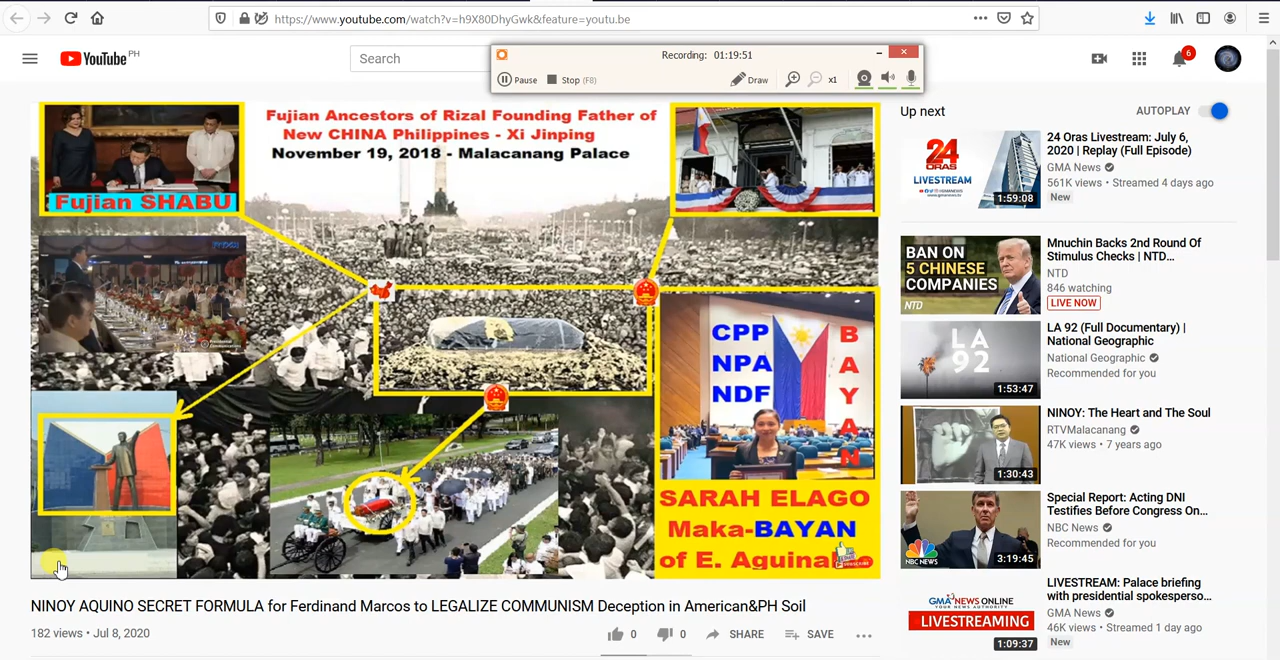 https://www.youtube.com/watch?v=h9X80DhyGwk&feature=youtu.be
YouTube PH
Search
Recording: 01:19:51
Pause
Stop (F8)
Draw
x1
6
Fujian Ancestors of Rizal Founding Father of
New CHINA Philippines - Xi Jinping
November 19, 2018 - Malacanang Palace
Fujian SHABU
CPP
NPA
NDF
BAYAN
SARAH ELAGO
Maka-BAYAN
of E. Aguinal
NINOY AQUINO SECRET FORMULA for Ferdinand Marcos to LEGALIZE COMMUNISM Deception in American&PH Soil
182 views • Jul 8, 2020
0
0
SHARE
SAVE
Up next
AUTOPLAY
24
ORAS
LIVESTREAM
1:59:08
24 Oras Livestream: July 6,
2020 | Replay (Full Episode)
GMA News
561K views • Streamed 4 days ago
New
BAN ON
5 CHINESE
COMPANIES
NTD
Mnuchin Backs 2nd Round Of
Stimulus Checks | NTD...
NTD
846 watching
LIVE NOW
LA
92
1:53:47
LA 92 (Full Documentary) |
National Geographic
National Geographic
Recommended for you
1:30:43
NINOY: The Heart and The Soul
RTVMalacanang
47K views • 7 years ago
NBC NEWS
3:19:45
Special Report: Acting DNI
Testifies Before Congress On...
NBC News
Recommended for you
GMA NEWS ONLINE
LIVESTREAMING
1:09:37
LIVESTREAM: Palace briefing
with presidential spokesperso...
GMA News
46K views • Streamed 1 day ago
New